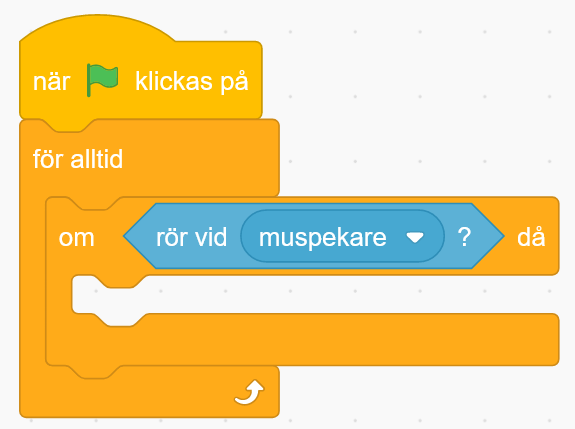 när klickas på
för alltid
om rör vid muspekare ? då